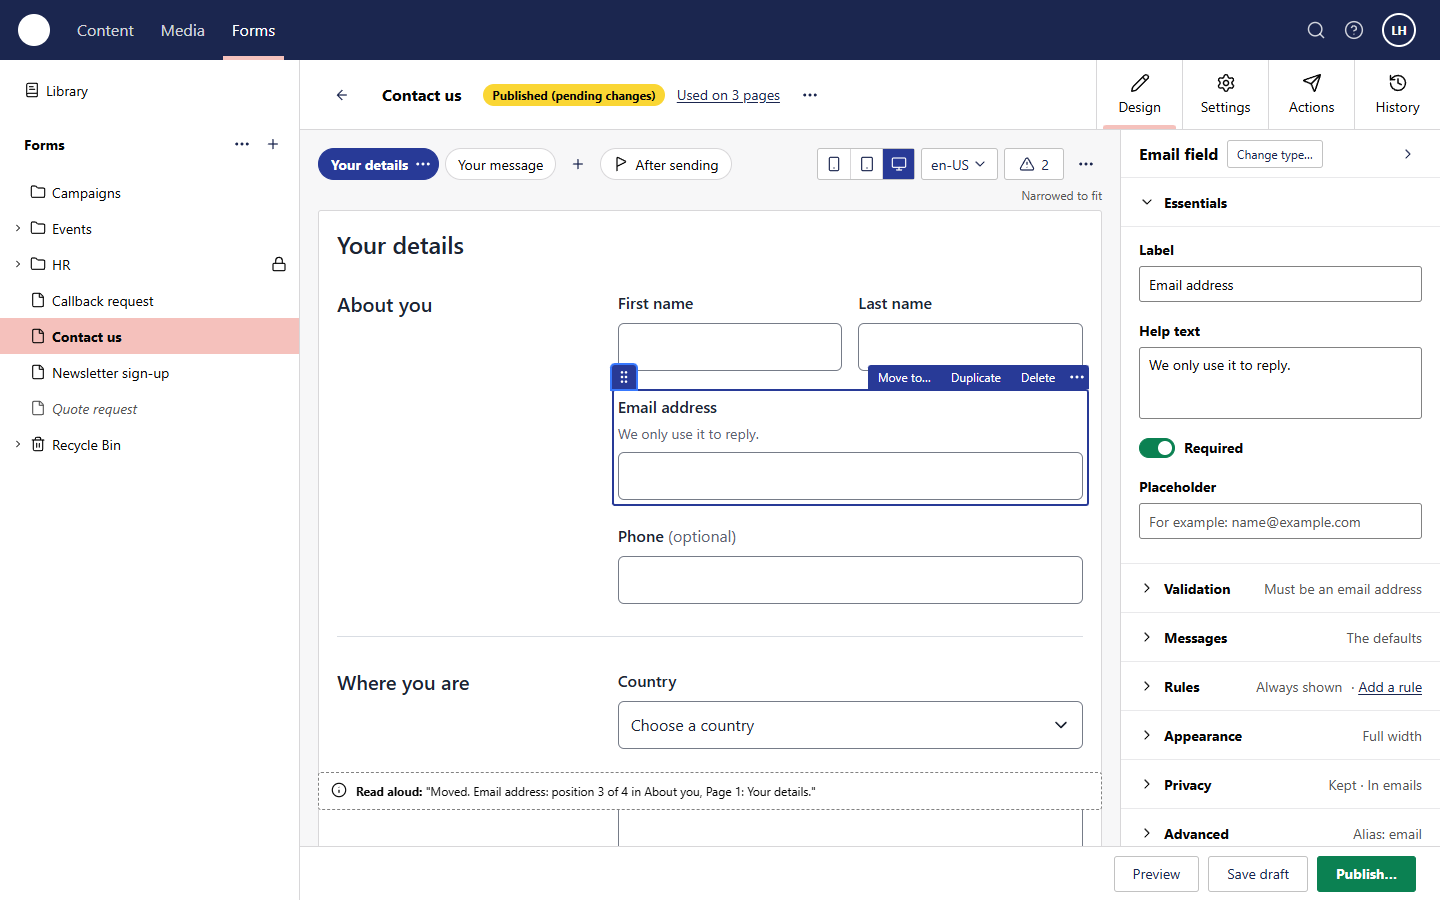 Content
Media
Forms
LH
Library
Forms
Campaigns
Events
HR
Callback request
Contact us
Newsletter sign-up
Quote request
Recycle Bin
Contact us
Published (pending changes)
Used on 3 pages
Design
Settings
Actions
History
Your details
Your message
After sending
en-US
2
Narrowed to fit
Your details
About you
First name
Last name
Move to...
Duplicate
Delete
Email address
We only use it to reply.
Phone (optional)
Where you are
Country
Choose a country
Read aloud: "Moved. Email address: position 3 of 4 in About you, Page 1: Your details."
Email field
Change type...
Essentials
Label
Email address
Help text
We only use it to reply.
Required
Placeholder
For example: name@example.com
Validation
Must be an email address
Messages
The defaults
Rules
Always shown · Add a rule
Appearance
Full width
Privacy
Kept · In emails
Advanced
Alias: email
Preview
Save draft
Publish...